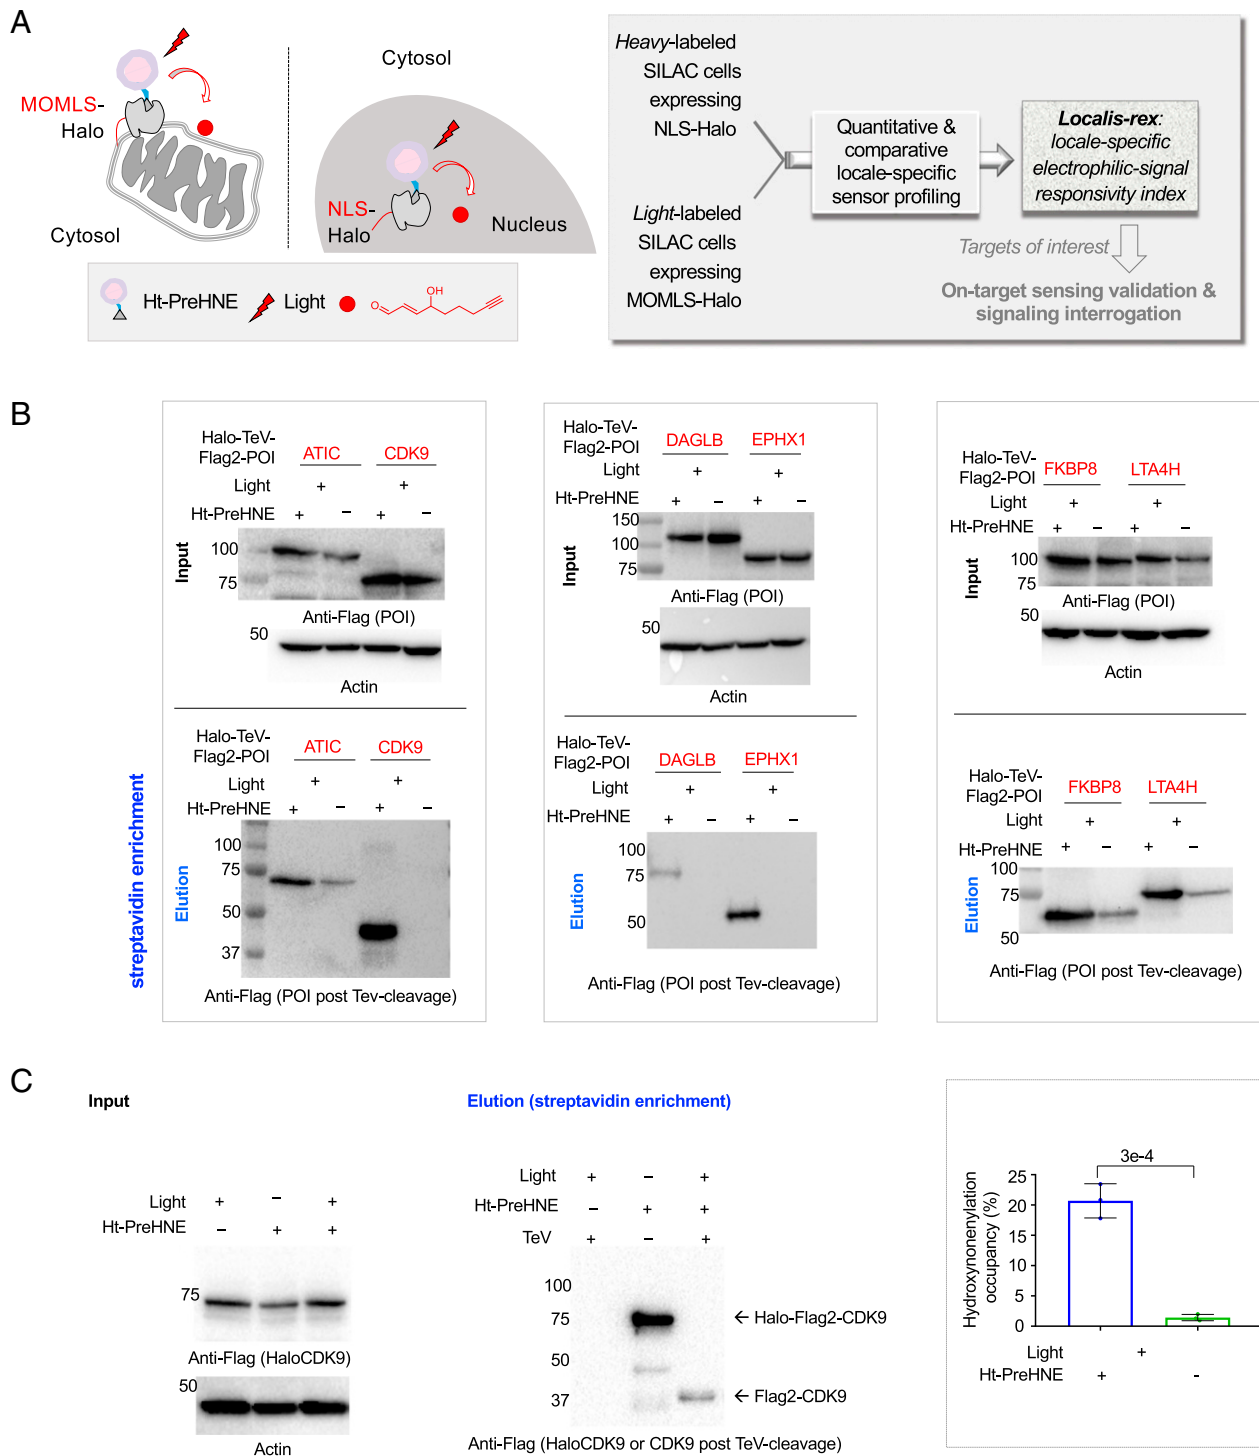 A
MOMLS-
Halo
Cytosol
Cytosol
NLS-
Halo
Nucleus
Ht-PreHNE
Light
O
OH
Heavy-labeled
SILAC cells
expressing
NLS-Halo
Light-labeled
SILAC cells
expressing
MOMLS-Halo
Quantitative &
comparative
locale-specific
sensor profiling
Localis-rex:
locale-specific
electrophilic-signal
responsivity index
Targets of interest
On-target sensing validation &
signaling interrogation
B
streptavidin enrichment
Halo-TeV-
Flag2-POI
ATIC CDK9
Light + +
Ht-PreHNE + – + –
Input
100
75
Anti-Flag (POI)
50
Actin
Halo-TeV-
Flag2-POI
ATIC CDK9
Light + +
Ht-PreHNE + – + –
Elution
100
75
50
37
Anti-Flag (POI post Tev-cleavage)
Halo-TeV-
Flag2-POI
DAGLB EPHX1
Light + +
Ht-PreHNE + – + –
Input
150
100
75
Anti-Flag (POI)
50
Actin
Halo-TeV-
Flag2-POI
DAGLB EPHX1
Light + +
Ht-PreHNE + – + –
Elution
100
75
50
Anti-Flag (POI post Tev-cleavage)
Halo-TeV-
Flag2-POI
FKBP8 LTA4H
Light + +
Ht-PreHNE + – + –
Input
100
Anti-Flag (POI)
50
Actin
Halo-TeV-
Flag2-POI
FKBP8 LTA4H
Light + +
Ht-PreHNE + – + –
Elution
100
75
50
Anti-Flag (POI post Tev-cleavage)
C
Input
Light + – +
Ht-PreHNE – + +
75
Anti-Flag (HaloCDK9)
50
Actin
Elution (streptavidin enrichment)
Light + – +
Ht-PreHNE – + +
TeV + – +
100
75
50
37
← Halo-Flag2-CDK9
← Flag2-CDK9
Anti-Flag (HaloCDK9 or CDK9 post TeV-cleavage)
Hydroxynonenylation
occupancy (%)
25
20
15
10
5
0
3e-4
Light +
Ht-PreHNE + -